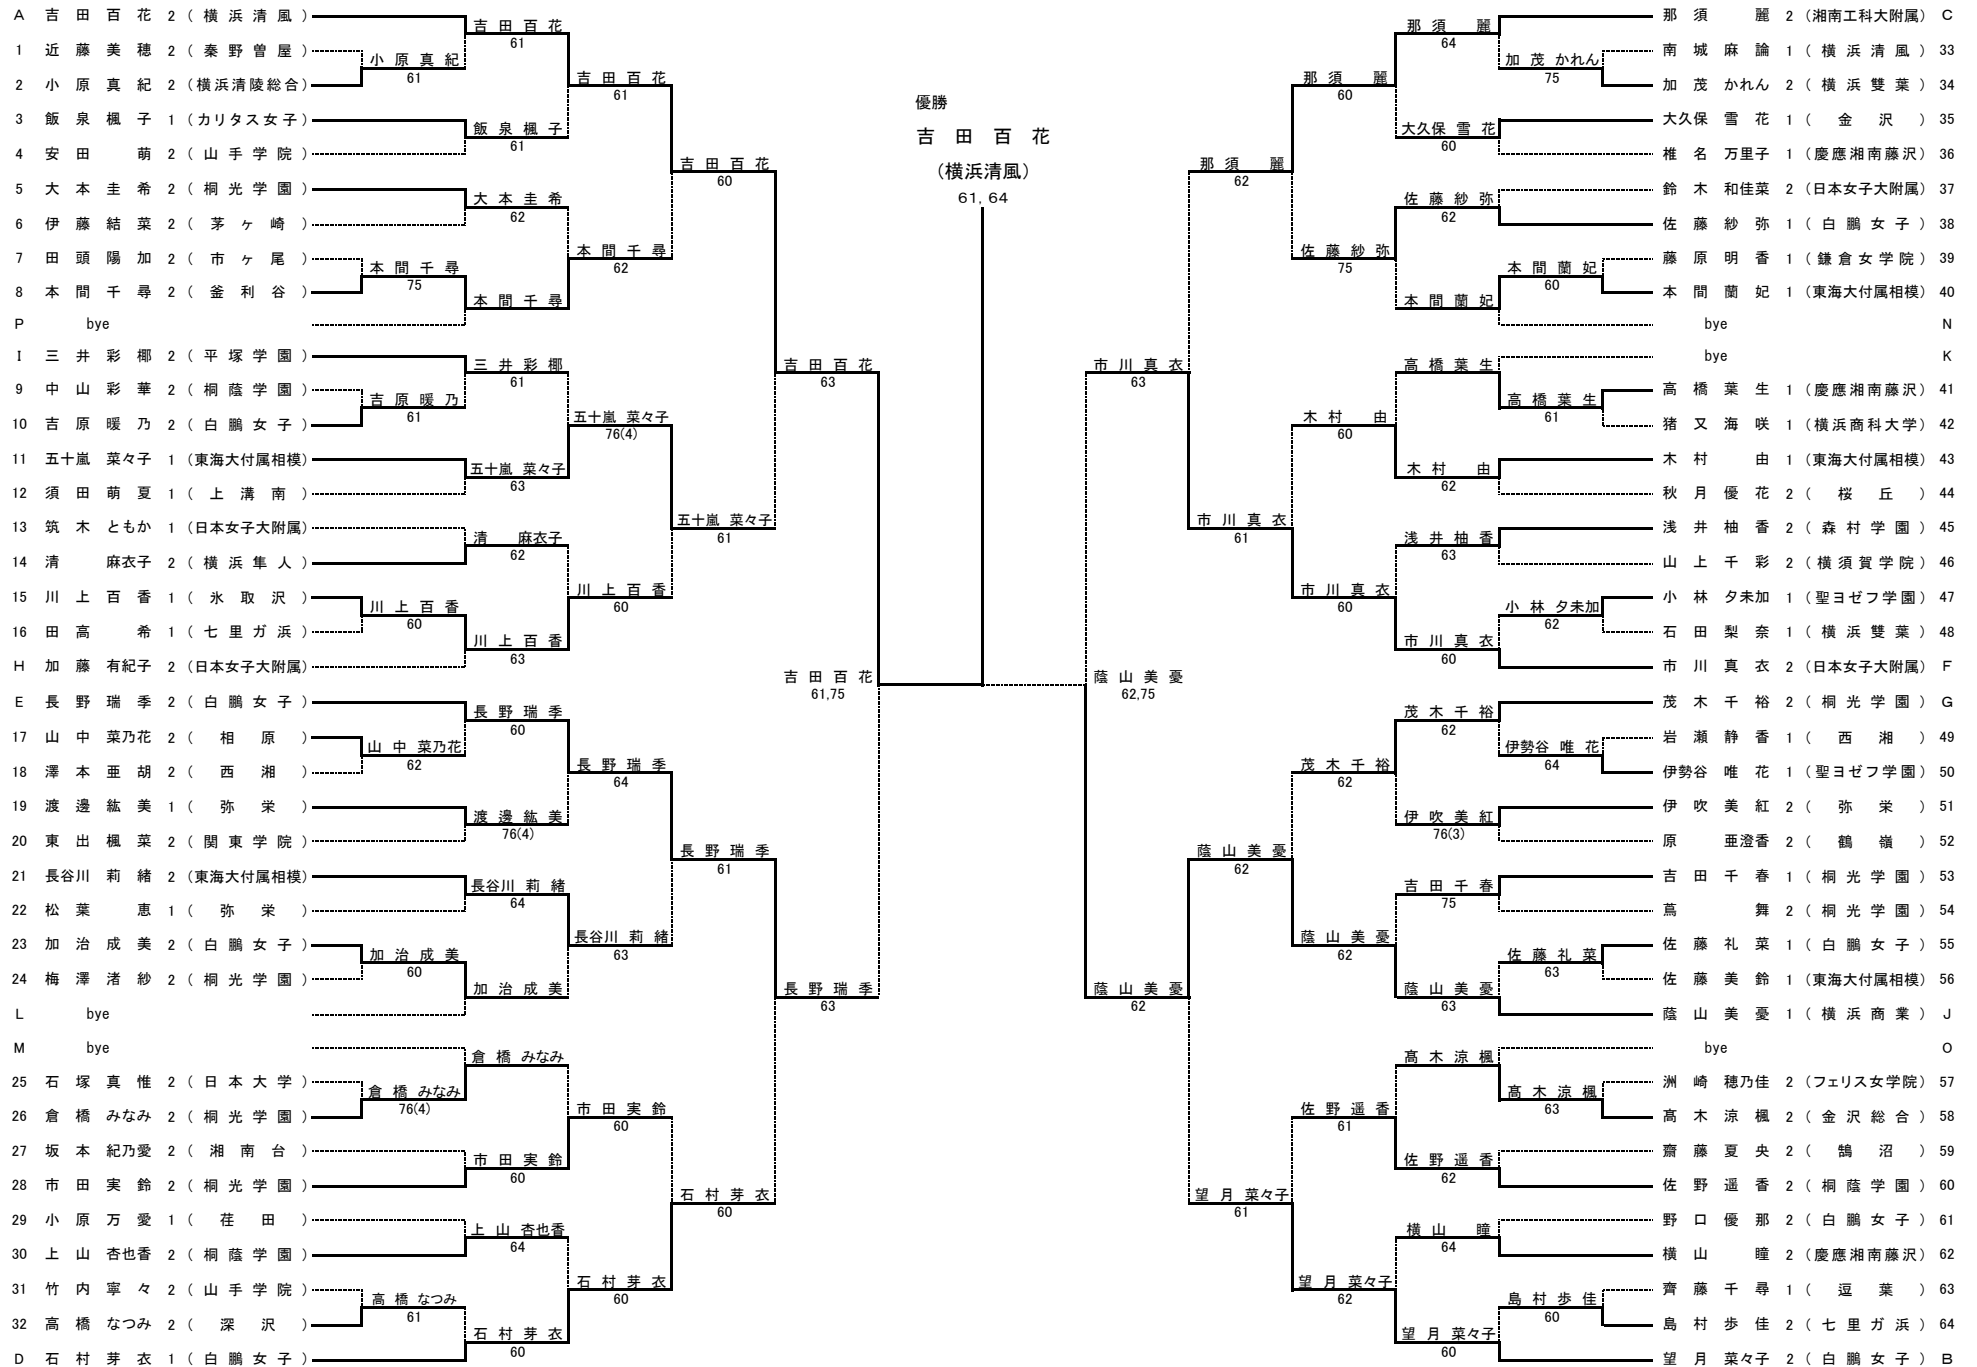 優勝
吉田百花
(横浜清風)
61, 64
A 吉田百花 2 (横浜清風)
1 近藤美穂 2 (秦野曽屋)
2 小原真紀 2 (横浜清陵総合)
3 飯泉楓子 1 (カリタス女子)
4 安田萌 2 (山手学院)
5 大本圭希 2 (桐光学園)
6 伊藤結菜 2 (茅ヶ崎)
7 田頭陽加 2 (市ヶ尾)
8 本間千尋 2 (釜利谷)
P bye
I 三井彩椰 2 (平塚学園)
9 中山彩華 2 (桐蔭学園)
10 吉原暖乃 2 (白鵬女子)
11 五十嵐 菜々子 1 (東海大付属相模)
12 須田萌夏 1 (上溝南)
13 筑木 ともか 1 (日本女子大附属)
14 清 麻衣子 2 (横浜隼人)
15 川上百香 1 (氷取沢)
16 田高希 1 (七里ガ浜)
H 加藤 有紀子 2 (日本女子大附属)
E 長野瑞季 2 (白鵬女子)
17 山中 菜乃花 2 (相原)
18 澤本亜胡 2 (西湘)
19 渡邊紘美 1 (弥栄)
20 東出楓菜 2 (関東学院)
21 長谷川 莉緒 2 (東海大付属相模)
22 松葉恵 1 (弥栄)
23 加治成美 2 (白鵬女子)
24 梅澤渚紗 2 (桐光学園)
L bye
M bye
25 石塚真惟 2 (日本大学)
26 倉橋 みなみ 2 (桐光学園)
27 坂本 紀乃愛 2 (湘南台)
28 市田実鈴 2 (桐光学園)
29 小原万愛 1 (荏田)
30 上山 杏也香 2 (桐蔭学園)
31 竹内寧々 2 (山手学院)
32 高橋 なつみ 2 (深沢)
D 石村芽衣 1 (白鵬女子)
小原真紀
61
本間千尋
75
吉原暖乃
61
川上百香
60
山中 菜乃花
62
加治成美
60
倉橋 みなみ
76(4)
高橋 なつみ
61
吉田百花
61
飯泉楓子
61
大本圭希
62
本間千尋
三井彩椰
61
五十嵐 菜々子
63
清 麻衣子
62
川上百香
63
長野瑞季
60
渡邊紘美
76(4)
長谷川 莉緒
64
加治成美
倉橋 みなみ
市田実鈴
60
上山 杏也香
64
石村芽衣
60
吉田百花
61
本間千尋
62
五十嵐 菜々子
76(4)
川上百香
60
長野瑞季
64
長谷川 莉緒
63
市田実鈴
60
石村芽衣
60
吉田百花
60
五十嵐 菜々子
61
長野瑞季
61
石村芽衣
60
吉田百花
63
長野瑞季
63
吉田百花
61,75
蔭山美憂
62,75
市川真衣
63
蔭山美憂
62
那須麗
62
市川真衣
61
蔭山美憂
62
望月 菜々子
61
那須麗
60
佐藤紗弥
75
木村由
60
市川真衣
60
茂木千裕
62
蔭山美憂
62
佐野遥香
61
望月 菜々子
62
那須麗
64
大久保 雪花
60
佐藤紗弥
62
本間蘭妃
高橋葉生
木村由
62
浅井柚香
63
市川真衣
60
茂木千裕
62
伊吹美紅
76(3)
吉田千春
75
蔭山美憂
63
髙木涼楓
佐野遥香
62
横山瞳
64
望月 菜々子
60
加茂 かれん
75
本間蘭妃
60
高橋葉生
61
小林 夕未加
62
伊勢谷 唯花
64
佐藤礼菜
63
髙木涼楓
63
島村歩佳
60
那須麗 2 (湘南工科大附属) C
南城麻論 1 (横浜清風) 33
加茂 かれん 2 (横浜雙葉) 34
大久保 雪花 1 (金沢) 35
椎名 万里子 1 (慶應湘南藤沢) 36
鈴木 和佳菜 2 (日本女子大附属) 37
佐藤紗弥 1 (白鵬女子) 38
藤原明香 1 (鎌倉女学院) 39
本間蘭妃 1 (東海大付属相模) 40
bye N
bye K
高橋葉生 1 (慶應湘南藤沢) 41
猪又海咲 1 (横浜商科大学) 42
木村由 1 (東海大付属相模) 43
秋月優花 2 (桜丘) 44
浅井柚香 2 (森村学園) 45
山上千彩 2 (横須賀学院) 46
小林 夕未加 1 (聖ヨゼフ学園) 47
石田梨奈 1 (横浜雙葉) 48
市川真衣 2 (日本女子大附属) F
茂木千裕 2 (桐光学園) G
岩瀬静香 1 (西湘) 49
伊勢谷 唯花 1 (聖ヨゼフ学園) 50
伊吹美紅 2 (弥栄) 51
原 亜澄香 2 (鶴嶺) 52
吉田千春 1 (桐光学園) 53
蔦舞 2 (桐光学園) 54
佐藤礼菜 1 (白鵬女子) 55
佐藤美鈴 1 (東海大付属相模) 56
蔭山美憂 1 (横浜商業) J
bye O
洲崎 穂乃佳 2 (フェリス女学院) 57
髙木涼楓 2 (金沢総合) 58
齋藤夏央 2 (鵠沼) 59
佐野遥香 2 (桐蔭学園) 60
野口優那 2 (白鵬女子) 61
横山瞳 2 (慶應湘南藤沢) 62
齊藤千尋 1 (逗葉) 63
島村歩佳 2 (七里ガ浜) 64
望月 菜々子 2 (白鵬女子) B